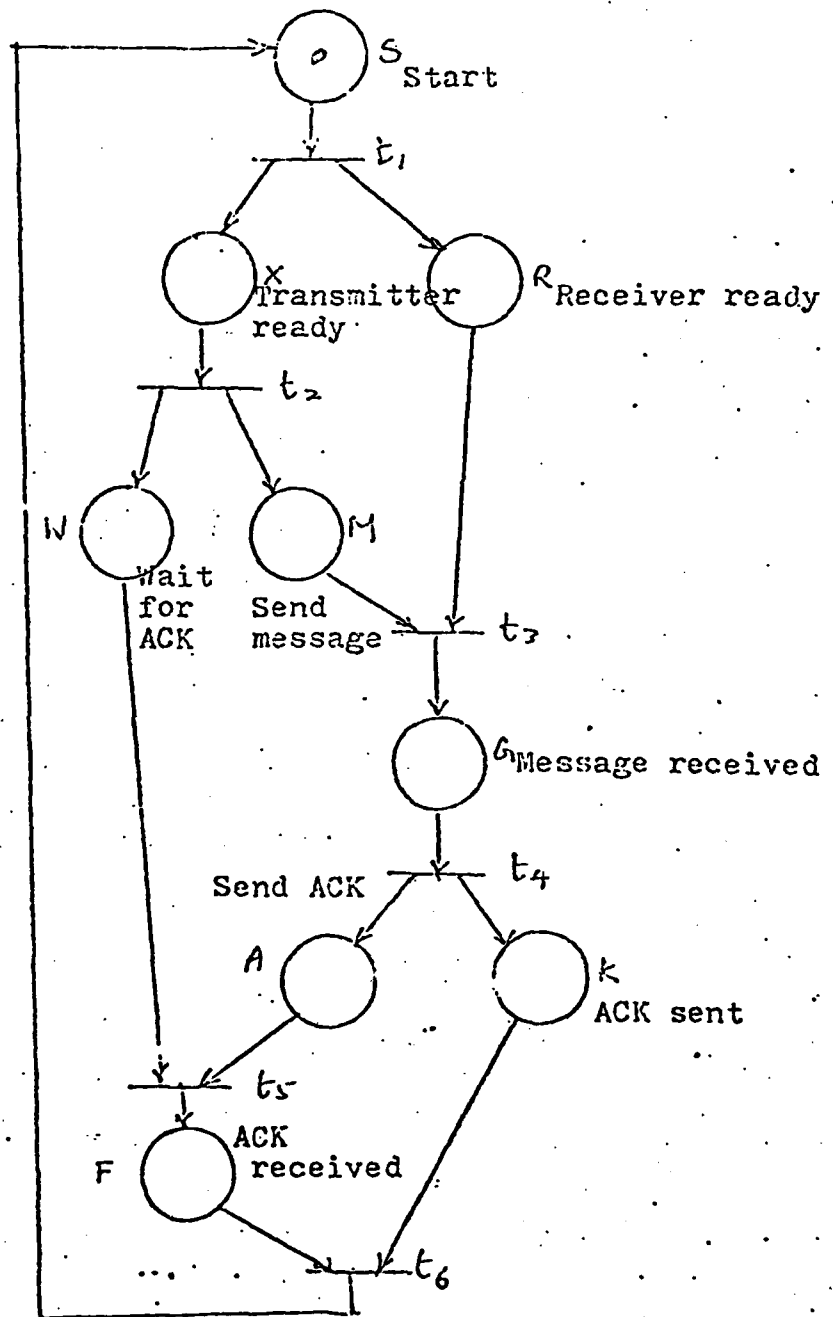 S
Start
t1
X
Transmitter
ready
R
Receiver ready
t2
W
Wait
for
ACK
M
Send
message
t3
G
Message received
Send ACK
t4
A
K
ACK sent
t5
F
ACK
received
t6